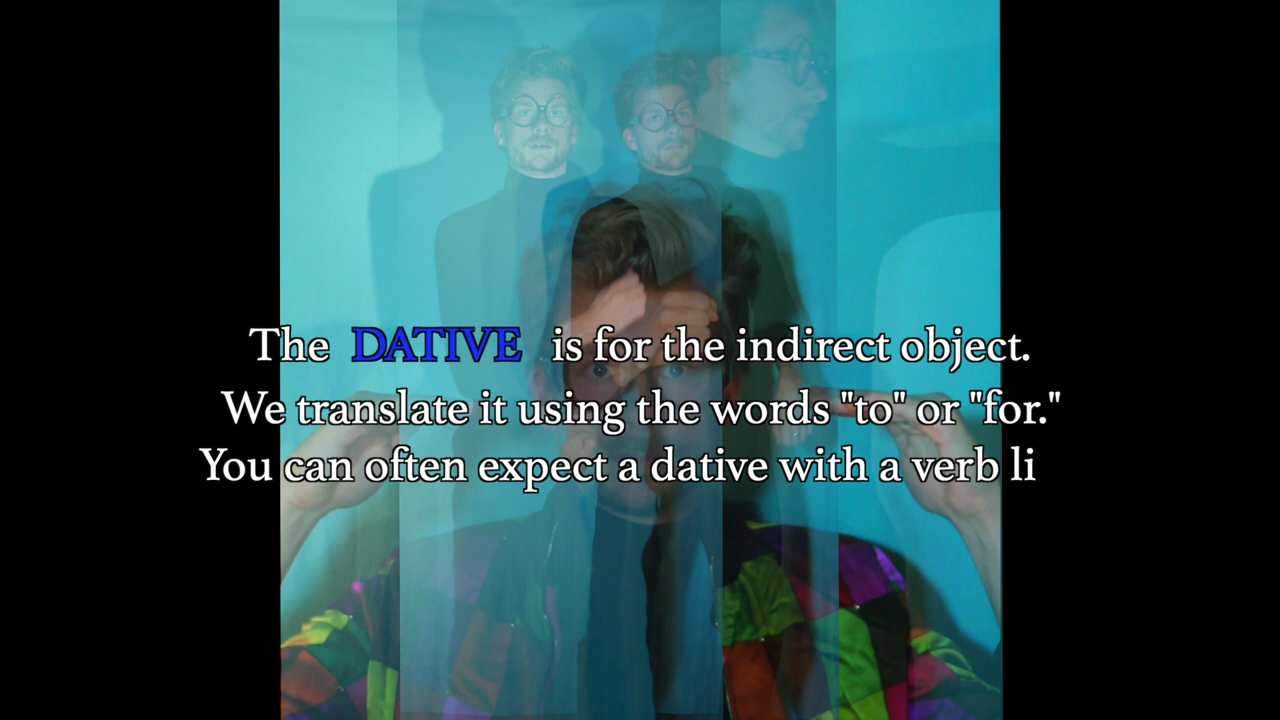 The DATIVE is for the indirect object.
We translate it using the words "to" or "for."
You can often expect a dative with a verb li